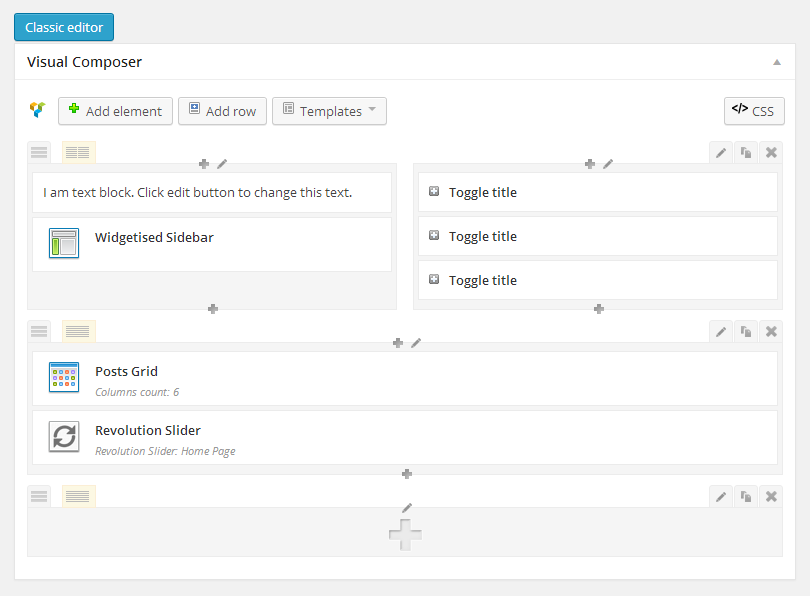 Classic editor
Visual Composer
Add element
Add row
Templates
</> CSS
I am text block. Click edit button to change this text.
Widgetised Sidebar
Toggle title
Toggle title
Toggle title
Posts Grid
Columns count: 6
Revolution Slider
Revolution Slider: Home Page